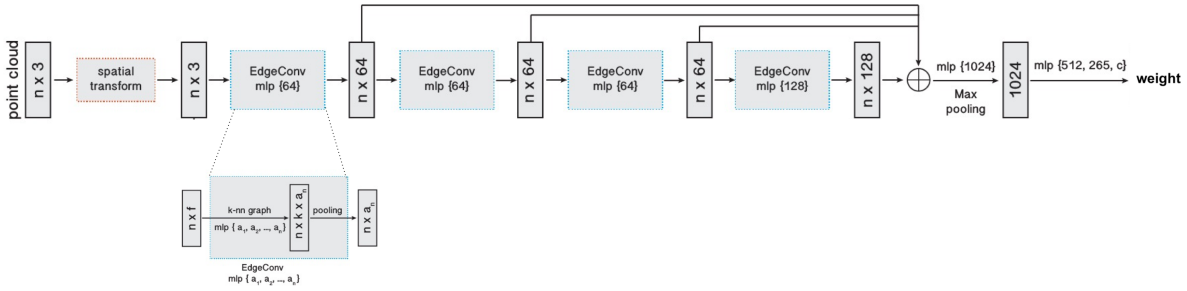 point cloud
n x 3
spatial
transform
n x 3
EdgeConv
mlp {64}
n x 64
EdgeConv
mlp {64}
n x 64
EdgeConv
mlp {64}
n x 64
EdgeConv
mlp {128}
n x 128
mlp {1024}
Max
pooling
1024
mlp {512, 265, c}
weight
n x f
k-nn graph
mlp { a₁, a₂, ..., aₙ}
n x k x aₙ
pooling
n x aₙ
EdgeConv
mlp { a₁, a₂, ..., aₙ}